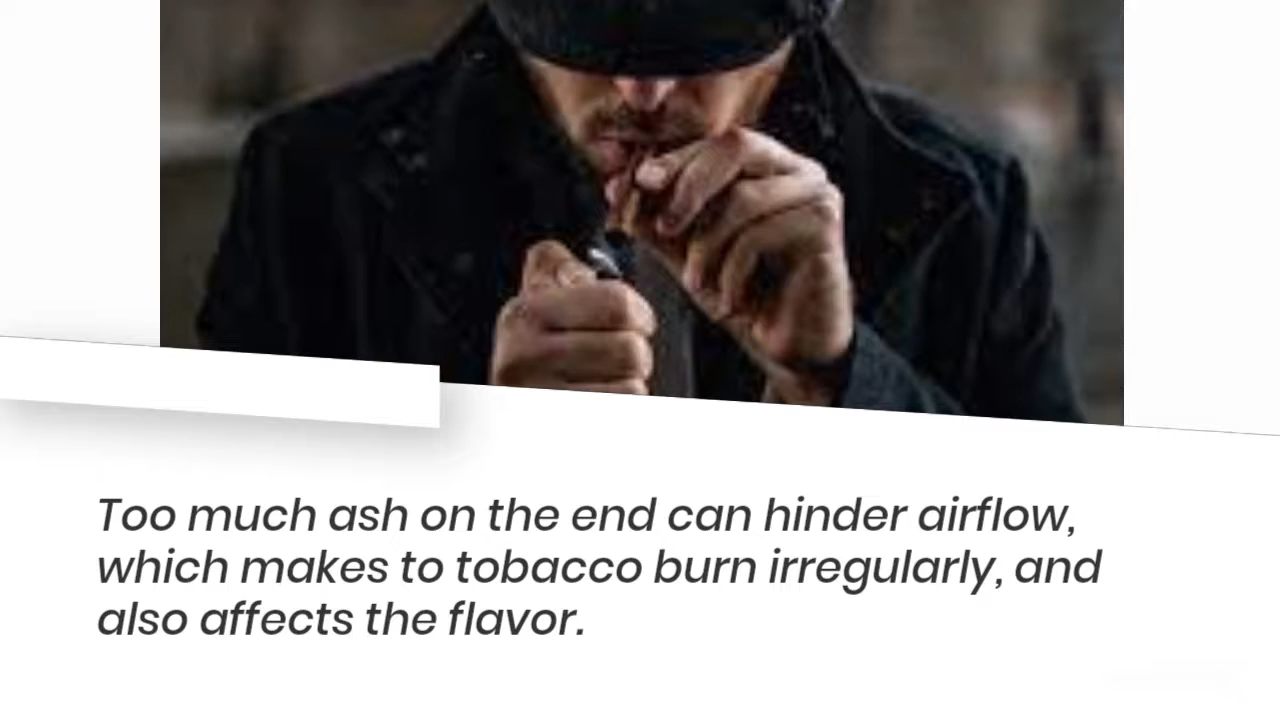 Too much ash on the end can hinder airflow,
which makes to tobacco burn irregularly, and
also affects the flavor.